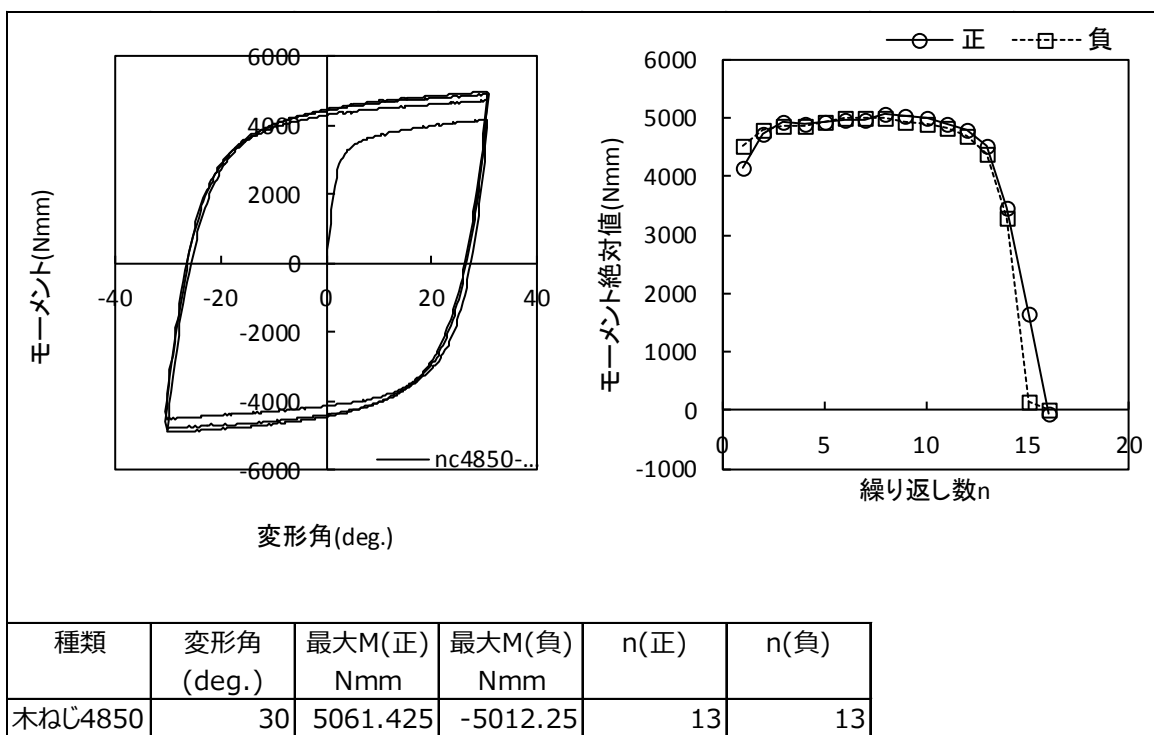 6000
4000
2000
0
-2000
-4000
-6000
-40
-20
0
20
40
モーメント(Nmm)
変形角(deg.)
nc4850-...
正
負
6000
5000
4000
3000
2000
1000
0
-1000
0
5
10
15
20
モーメント絶対値(Nmm)
繰り返し数n
種類 変形角 最大M(正) 最大M(負) n(正) n(負)
(deg.) Nmm Nmm
木ねじ4850 30 5061.425 -5012.25 13 13